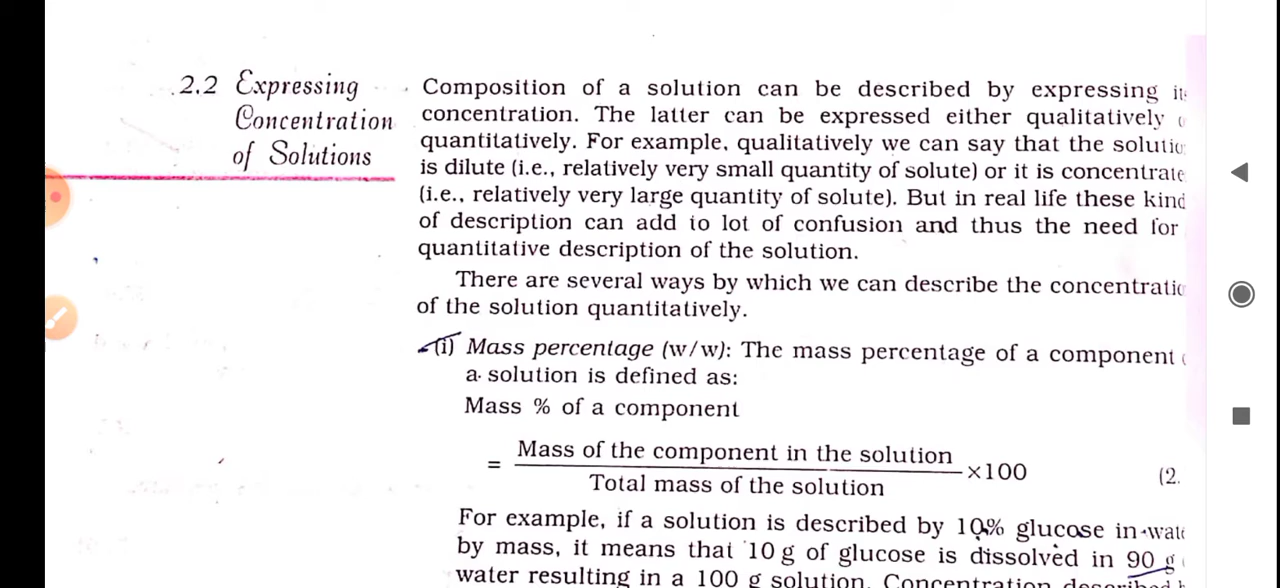 2.2 Expressing
Concentration
of Solutions
Composition of a solution can be described by expressing
concentration. The latter can be expressed either qualitatively
quantitatively. For example, qualitatively we can say that the
is dilute (i.e., relatively very small quantity of solute) or it is
(i.e., relatively very large quantity of solute). But in real life these
of description can add to lot of confusion and thus the need for
quantitative description of the solution.
There are several ways by which we can describe the
of the solution quantitatively.
(i) Mass percentage (w/w): The mass percentage of a component
a solution is defined as:
Mass % of a component
= Mass of the component in the solution ×100
Total mass of the solution
(2.
For example, if a solution is described by 10% glucose in
by mass, it means that 10 g of glucose is dissolved in 90 g
water resulting in a 100 g solution. Concentration described